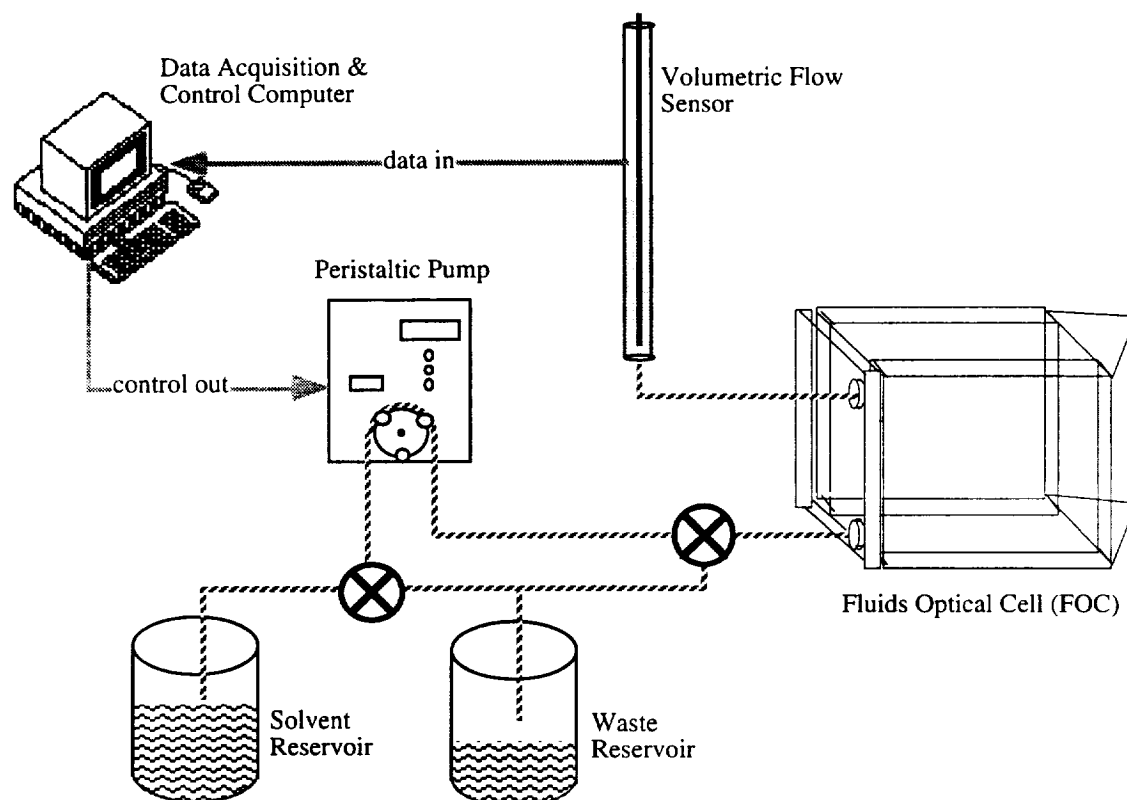 Data Acquisition &
Control Computer
Volumetric Flow
Sensor
data in
Peristaltic Pump
control out
Fluids Optical Cell (FOC)
Solvent
Reservoir
Waste
Reservoir